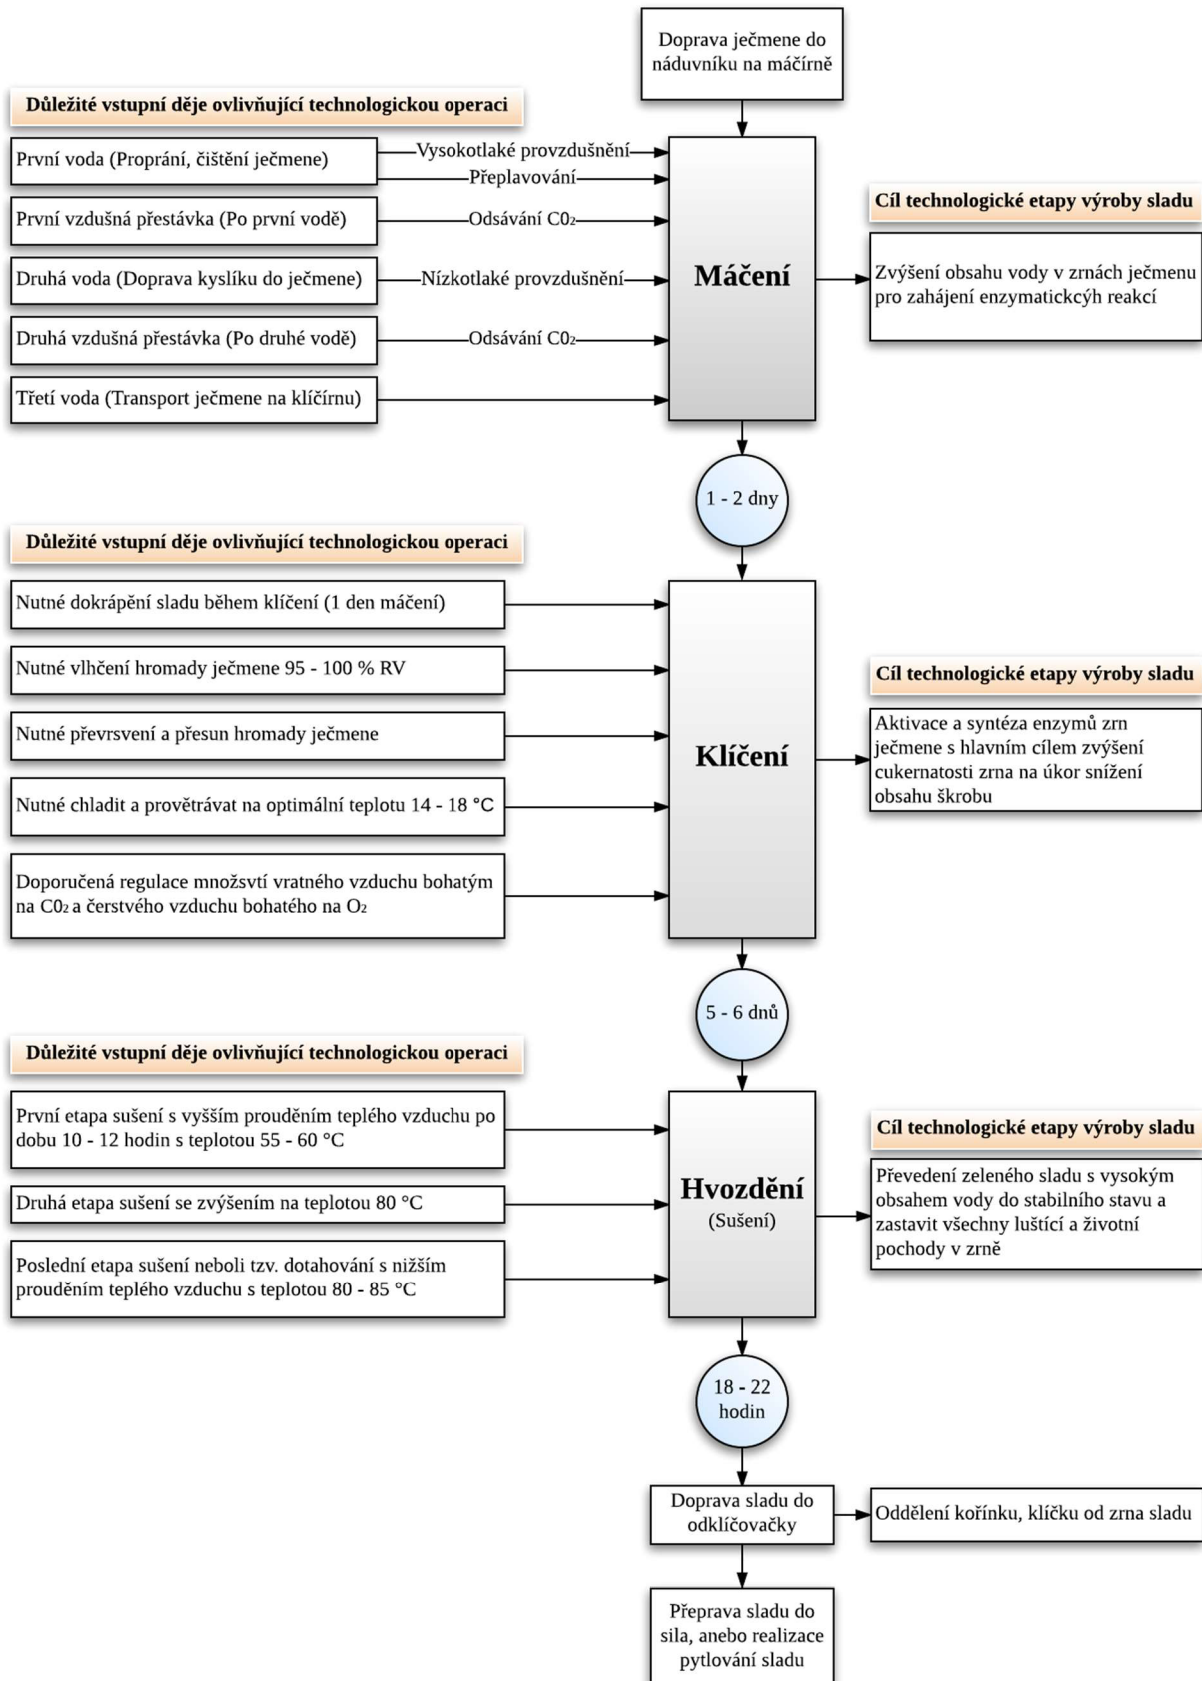 Doprava ječmene do
náduvníku na máčírně
Důležité vstupní děje ovlivňující technologickou operaci
První voda (Proprání, čištění ječmene)
Vysokotlaké provzdušnění
Přeplavování
První vzdušná přestávka (Po první vodě)
Odsávání C0₂
Druhá voda (Doprava kyslíku do ječmene)
Nízkotlaké provzdušnění
Druhá vzdušná přestávka (Po druhé vodě)
Odsávání C0₂
Třetí voda (Transport ječmene na klíčírnu)
Máčení
Cíl technologické etapy výroby sladu
Zvýšení obsahu vody v zrnách ječmenu
pro zahájení enzymatickcýh reakcí
1 - 2 dny
Důležité vstupní děje ovlivňující technologickou operaci
Nutné dokrápění sladu během klíčení (1 den máčení)
Nutné vlhčení hromady ječmene 95 - 100 % RV
Nutné převrsvení a přesun hromady ječmene
Nutné chladit a provětrávat na optimální teplotu 14 - 18 °C
Doporučená regulace množsvtí vratného vzduchu bohatým
na C0₂ a čerstvého vzduchu bohatého na O₂
Klíčení
Cíl technologické etapy výroby sladu
Aktivace a syntéza enzymů zrn
ječmene s hlavním cílem zvýšení
cukernatosti zrna na úkor snížení
obsahu škrobu
5 - 6 dnů
Důležité vstupní děje ovlivňující technologickou operaci
První etapa sušení s vyšším prouděním teplého vzduchu po
dobu 10 - 12 hodin s teplotou 55 - 60 °C
Druhá etapa sušení se zvýšením na teplotou 80 °C
Poslední etapa sušení neboli tzv. dotahování s nižším
prouděním teplého vzduchu s teplotou 80 - 85 °C
Hvozdění
(Sušení)
Cíl technologické etapy výroby sladu
Převedení zeleného sladu s vysokým
obsahem vody do stabilního stavu a
zastavit všechny luštící a životní
pochody v zrně
18 - 22
hodin
Doprava sladu do
odklíčovačky
Oddělení kořínku, klíčku od zrna sladu
Přeprava sladu do
sila, anebo realizace
pytlování sladu